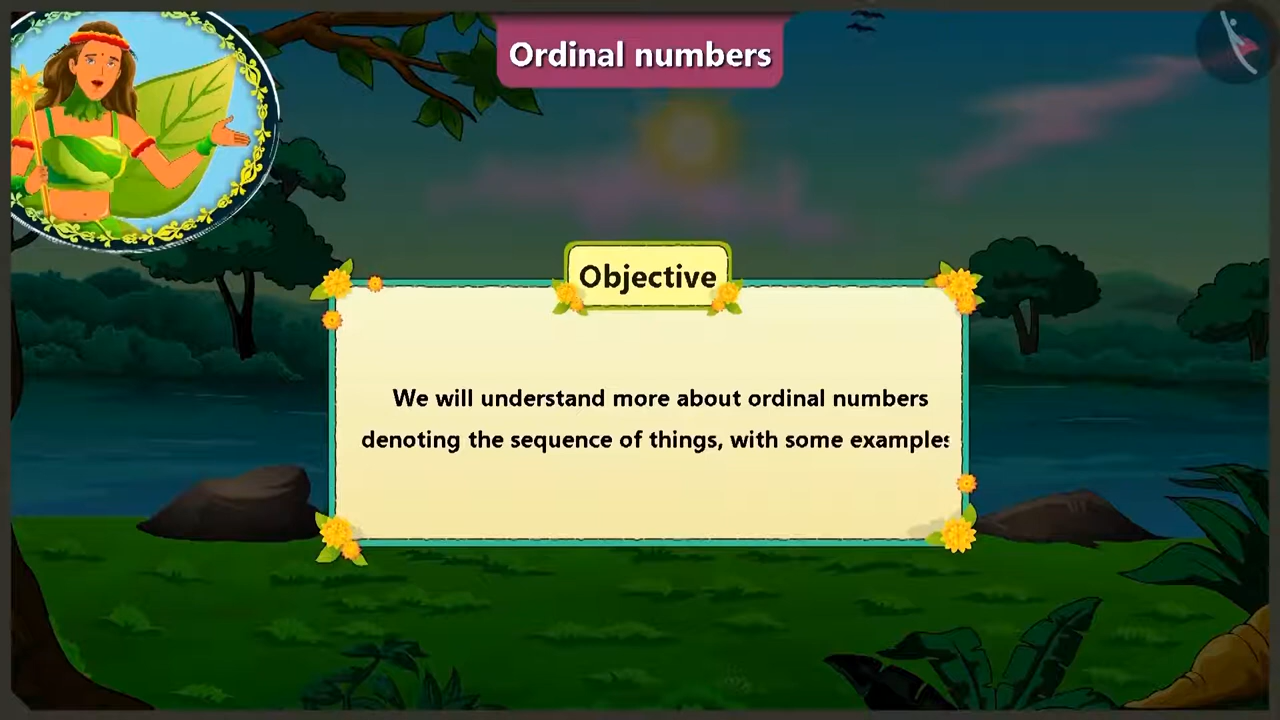 Ordinal numbers
Objective
We will understand more about ordinal numbers
denoting the sequence of things, with some examples